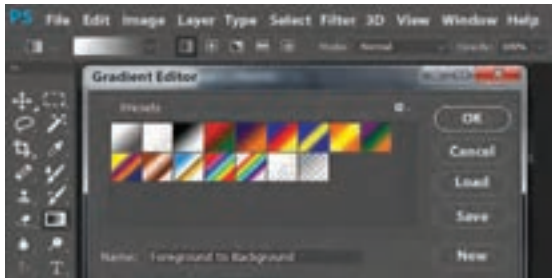 PS File Edit Image Layer Type Select Filter 3D View Window Help
Mode: Normal Opacity: 100%
Gradient Editor
Presets
OK
Cancel
Load
Save
Name: Foreground to Background
New
T